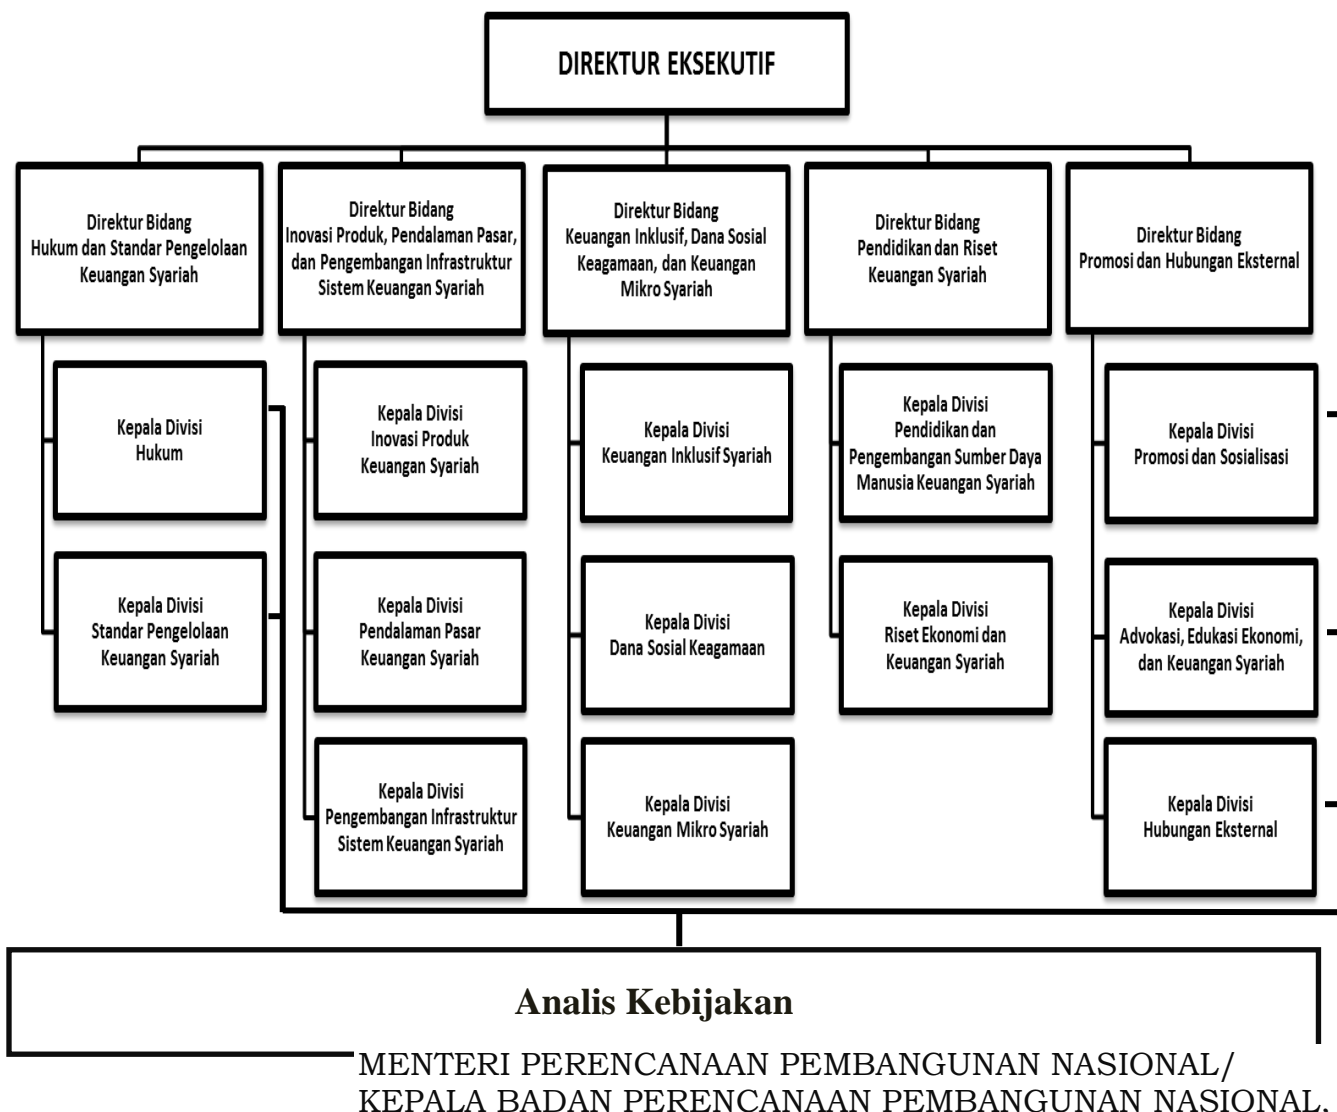 DIREKTUR EKSEKUTIF
Direktur Bidang
Hukum dan Standar Pengelolaan
Keuangan Syariah
Direktur Bidang
Inovasi Produk, Pendalaman Pasar,
dan Pengembangan Infrastruktur
Sistem Keuangan Syariah
Direktur Bidang
Keuangan Inklusif, Dana Sosial
Keagamaan, dan Keuangan
Mikro Syariah
Direktur Bidang
Pendidikan dan Riset
Keuangan Syariah
Direktur Bidang
Promosi dan Hubungan Eksternal
Kepala Divisi
Hukum
Kepala Divisi
Inovasi Produk
Keuangan Syariah
Kepala Divisi
Keuangan Inklusif Syariah
Kepala Divisi
Pendidikan dan
Pengembangan Sumber Daya
Manusia Keuangan Syariah
Kepala Divisi
Promosi dan Sosialisasi
Kepala Divisi
Standar Pengelolaan
Keuangan Syariah
Kepala Divisi
Pendalaman Pasar
Keuangan Syariah
Kepala Divisi
Dana Sosial Keagamaan
Kepala Divisi
Riset Ekonomi dan
Keuangan Syariah
Kepala Divisi
Advokasi, Edukasi Ekonomi,
dan Keuangan Syariah
Kepala Divisi
Pengembangan Infrastruktur
Sistem Keuangan Syariah
Kepala Divisi
Keuangan Mikro Syariah
Kepala Divisi
Hubungan Eksternal
Analis Kebijakan
MENTERI PERENCANAAN PEMBANGUNAN NASIONAL/
KEPALA BADAN PERENCANAAN PEMBANGUNAN NASIONAL.